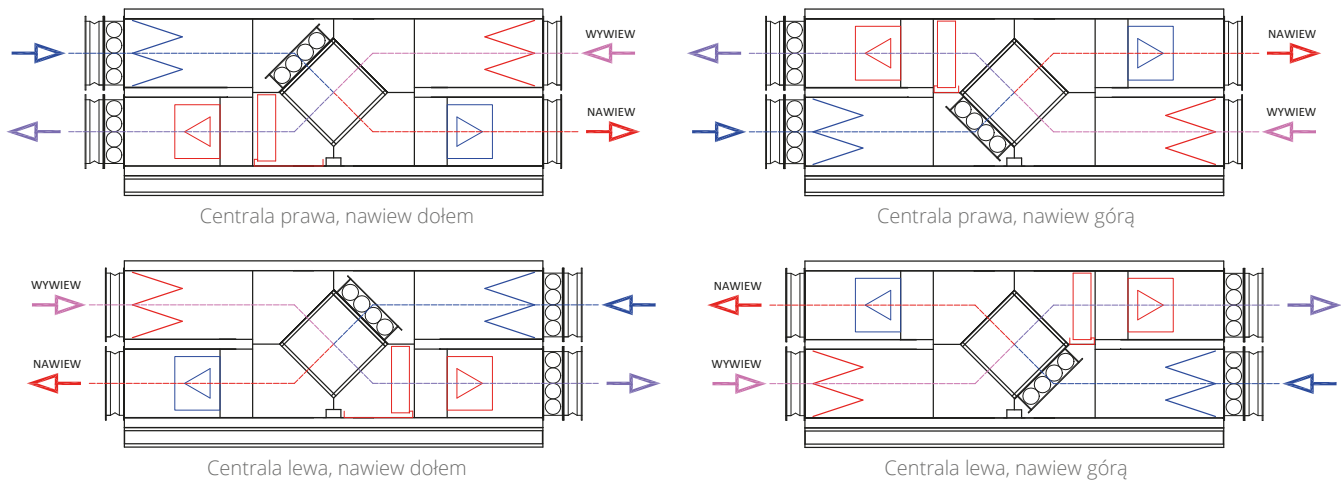 WYWIEW
NAWIEW
Centrala prawa, nawiew dołem
NAWIEW
WYWIEW
Centrala prawa, nawiew górą
WYWIEW
NAWIEW
Centrala lewa, nawiew dołem
NAWIEW
WYWIEW
Centrala lewa, nawiew górą